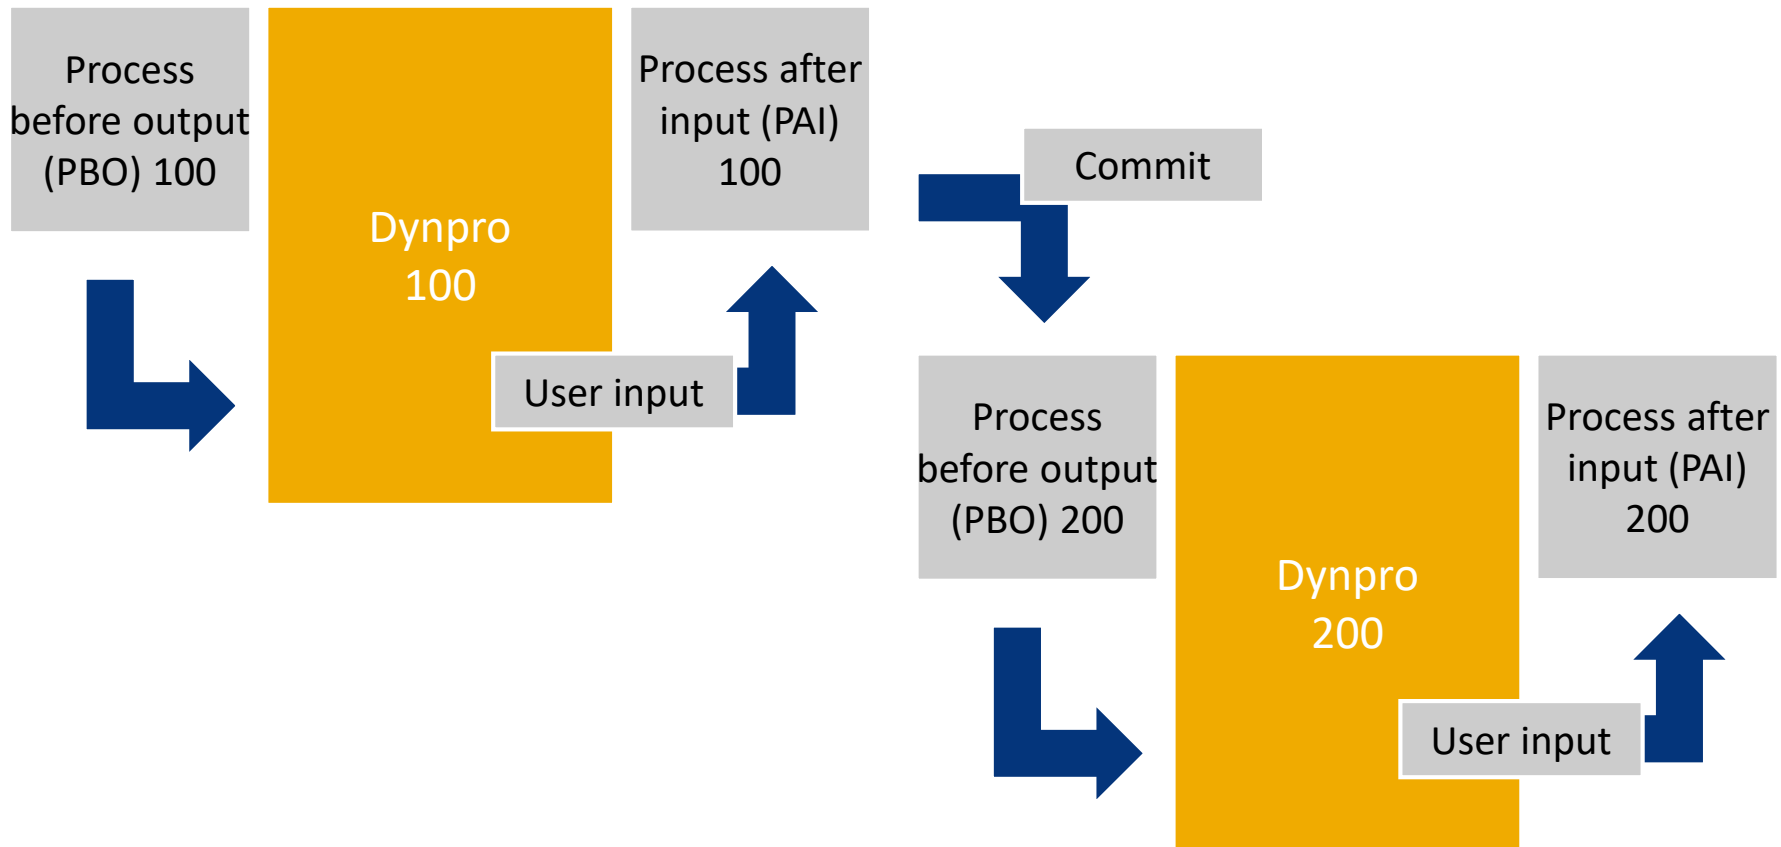 Process
before output
(PBO) 100
Dynpro
100
User input
Process after
input (PAI)
100
Commit
Process
before output
(PBO) 200
Dynpro
200
User input
Process after
input (PAI)
200